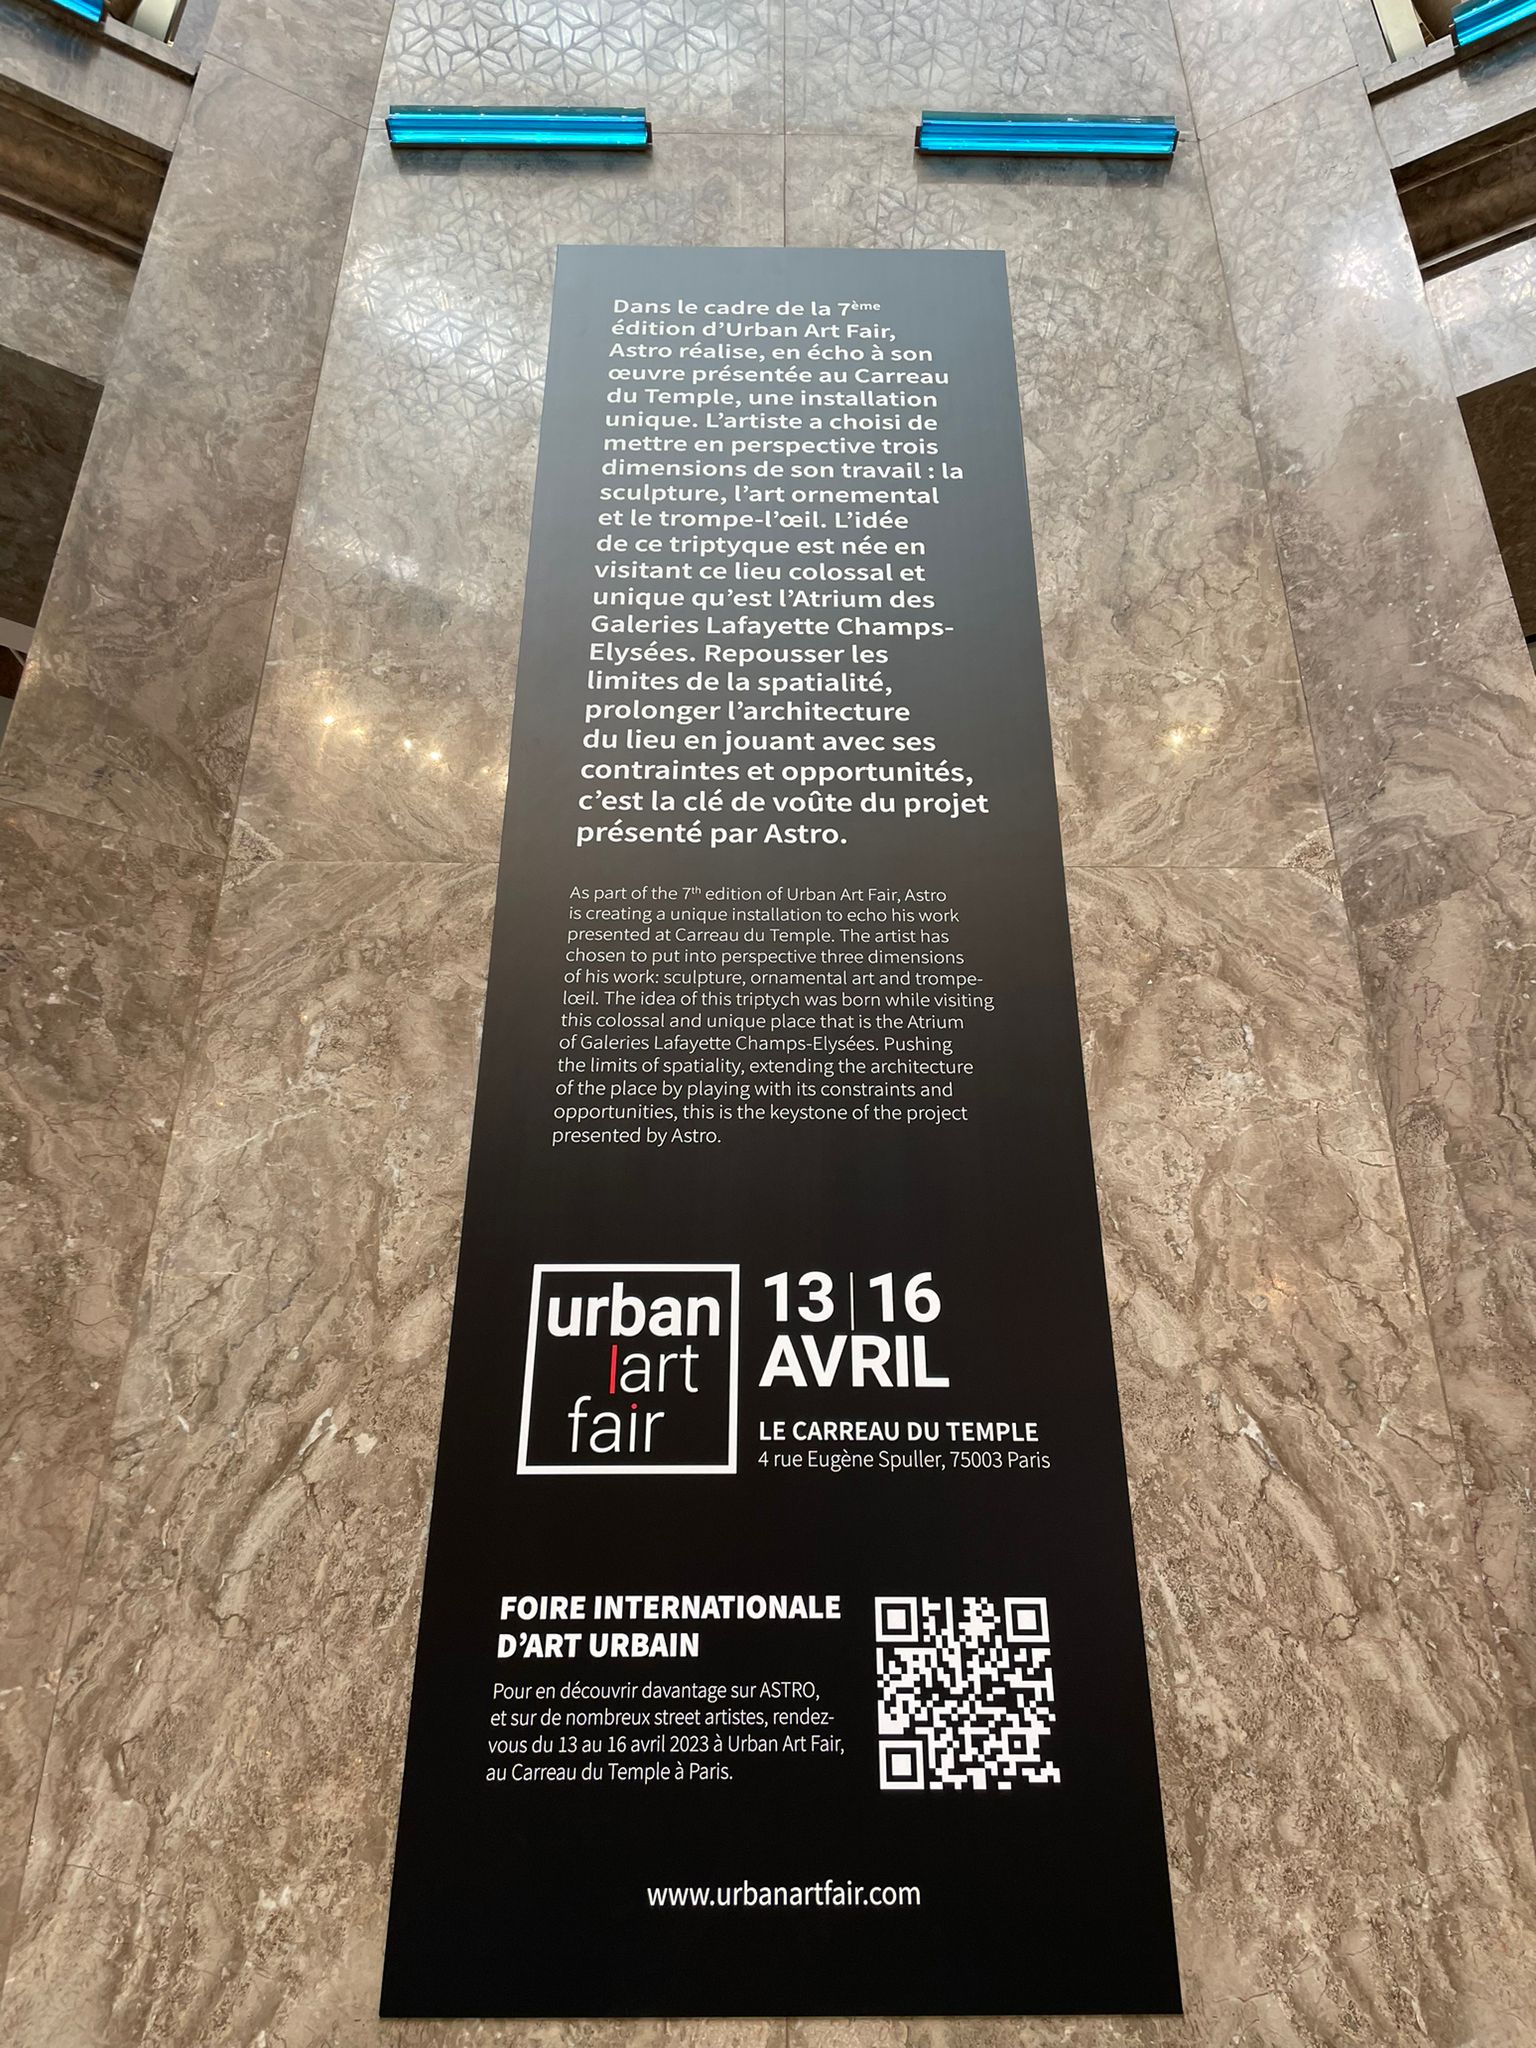 Dans le cadre de la 7ème
édition d’Urban Art Fair,
Astro réalise, en écho à son
œuvre présentée au Carreau
du Temple, une installation
unique. L’artiste a choisi de
mettre en perspective trois
dimensions de son travail : la
sculpture, l’art ornemental
et le trompe-l’œil. L’idée
de ce triptyque est née en
visitant ce lieu colossal et
unique qu’est l’Atrium des
Galeries Lafayette Champs-
Elysées. Repousser les
limites de la spatialité,
prolonger l’architecture
du lieu en jouant avec ses
contraintes et opportunités,
c’est la clé de voûte du projet
présenté par Astro.
As part of the 7th edition of Urban Art Fair, Astro
is creating a unique installation to echo his work
presented at Carreau du Temple. The artist has
chosen to put into perspective three dimensions
of his work: sculpture, ornamental art and trompe-
lœil. The idea of this triptych was born while visiting
this colossal and unique place that is the Atrium
of Galeries Lafayette Champs-Elysées. Pushing
the limits of spatiality, extending the architecture
of the place by playing with its constraints and
opportunities, this is the keystone of the project
presented by Astro.
urban
art
fair
13 | 16
AVRIL
LE CARREAU DU TEMPLE
4 rue Eugène Spuller, 75003 Paris
FOIRE INTERNATIONALE
D’ART URBAIN
Pour en découvrir davantage sur ASTRO,
et sur de nombreux street artistes, rendez-
vous du 13 au 16 avril 2023 à Urban Art Fair,
au Carreau du Temple à Paris.
www.urbanartfair.com